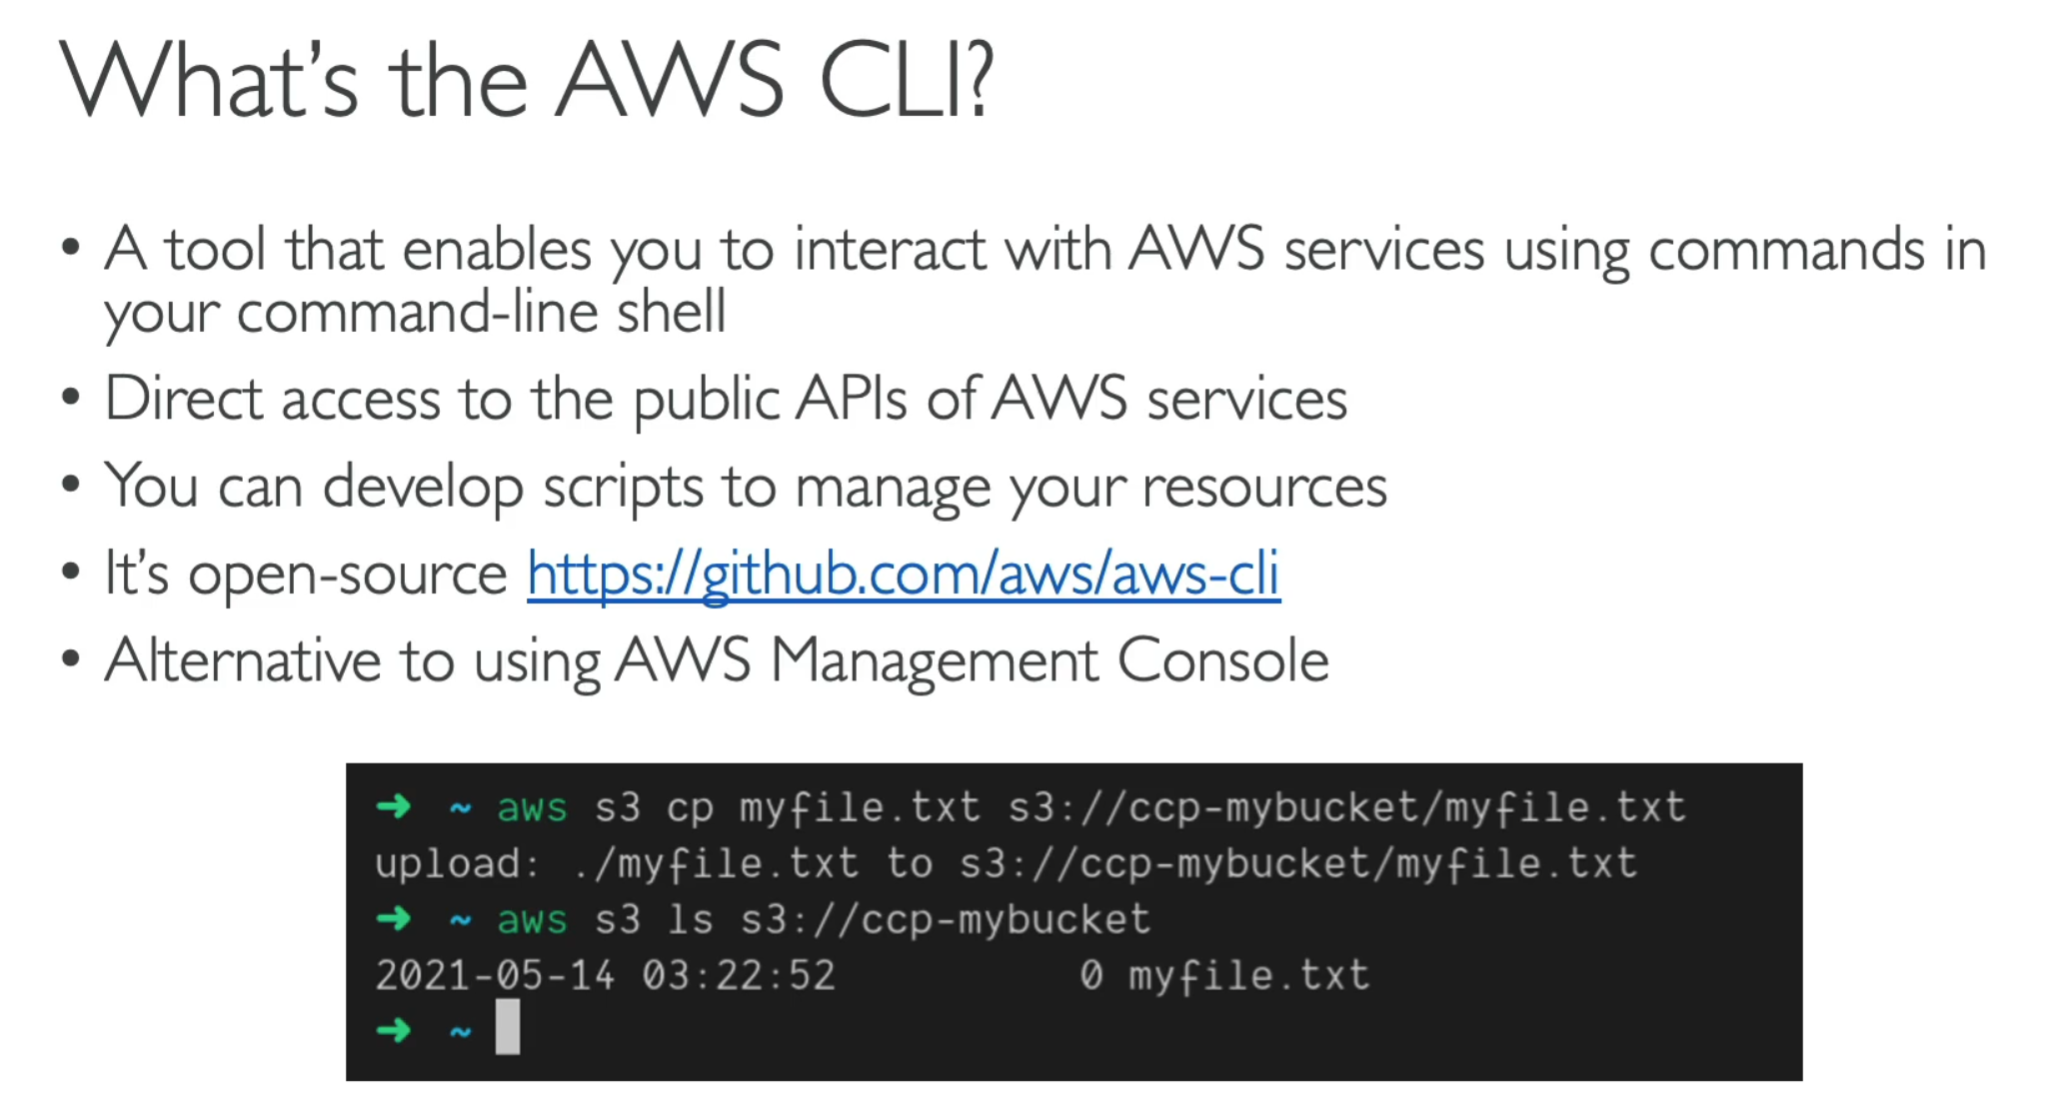 What's the AWS CLI?
• A tool that enables you to interact with AWS services using commands in
your command-line shell
• Direct access to the public APIs of AWS services
• You can develop scripts to manage your resources
• It's open-source https://github.com/aws/aws-cli
• Alternative to using AWS Management Console
➜ ~ aws s3 cp myfile.txt s3://ccp-mybucket/myfile.txt
upload: ./myfile.txt to s3://ccp-mybucket/myfile.txt
➜ ~ aws s3 ls s3://ccp-mybucket
2021-05-14 03:22:52 0 myfile.txt
➜ ~